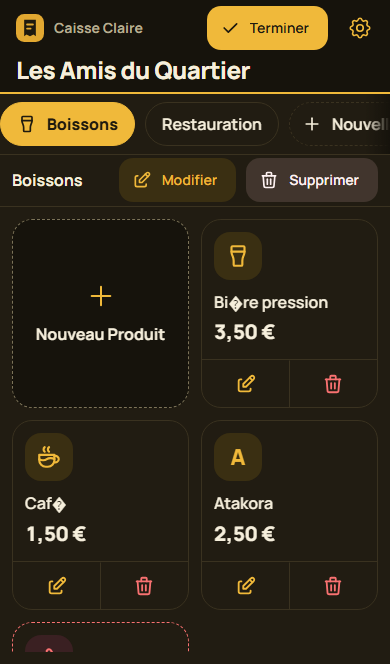 Caisse Claire
Terminer
Les Amis du Quartier
Boissons
Restauration
Nouvel
Boissons
Modifier
Supprimer
Nouveau Produit
Bi�re pression
3,50 €
Caf�
1,50 €
A
Atakora
2,50 €